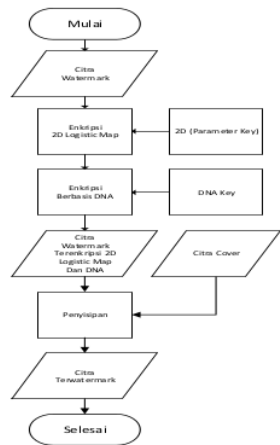 Mulai
Citra
Watermark
Enkripsi
2D Logistic Map
2D (Parameter Key)
Enkripsi
Berbasis DNA
DNA Key
Citra
Watermark
Terenkripsi 2D
Logistic Map
Dan DNA
Citra Cover
Penyisipan
Citra
Terwatermark
Selesai